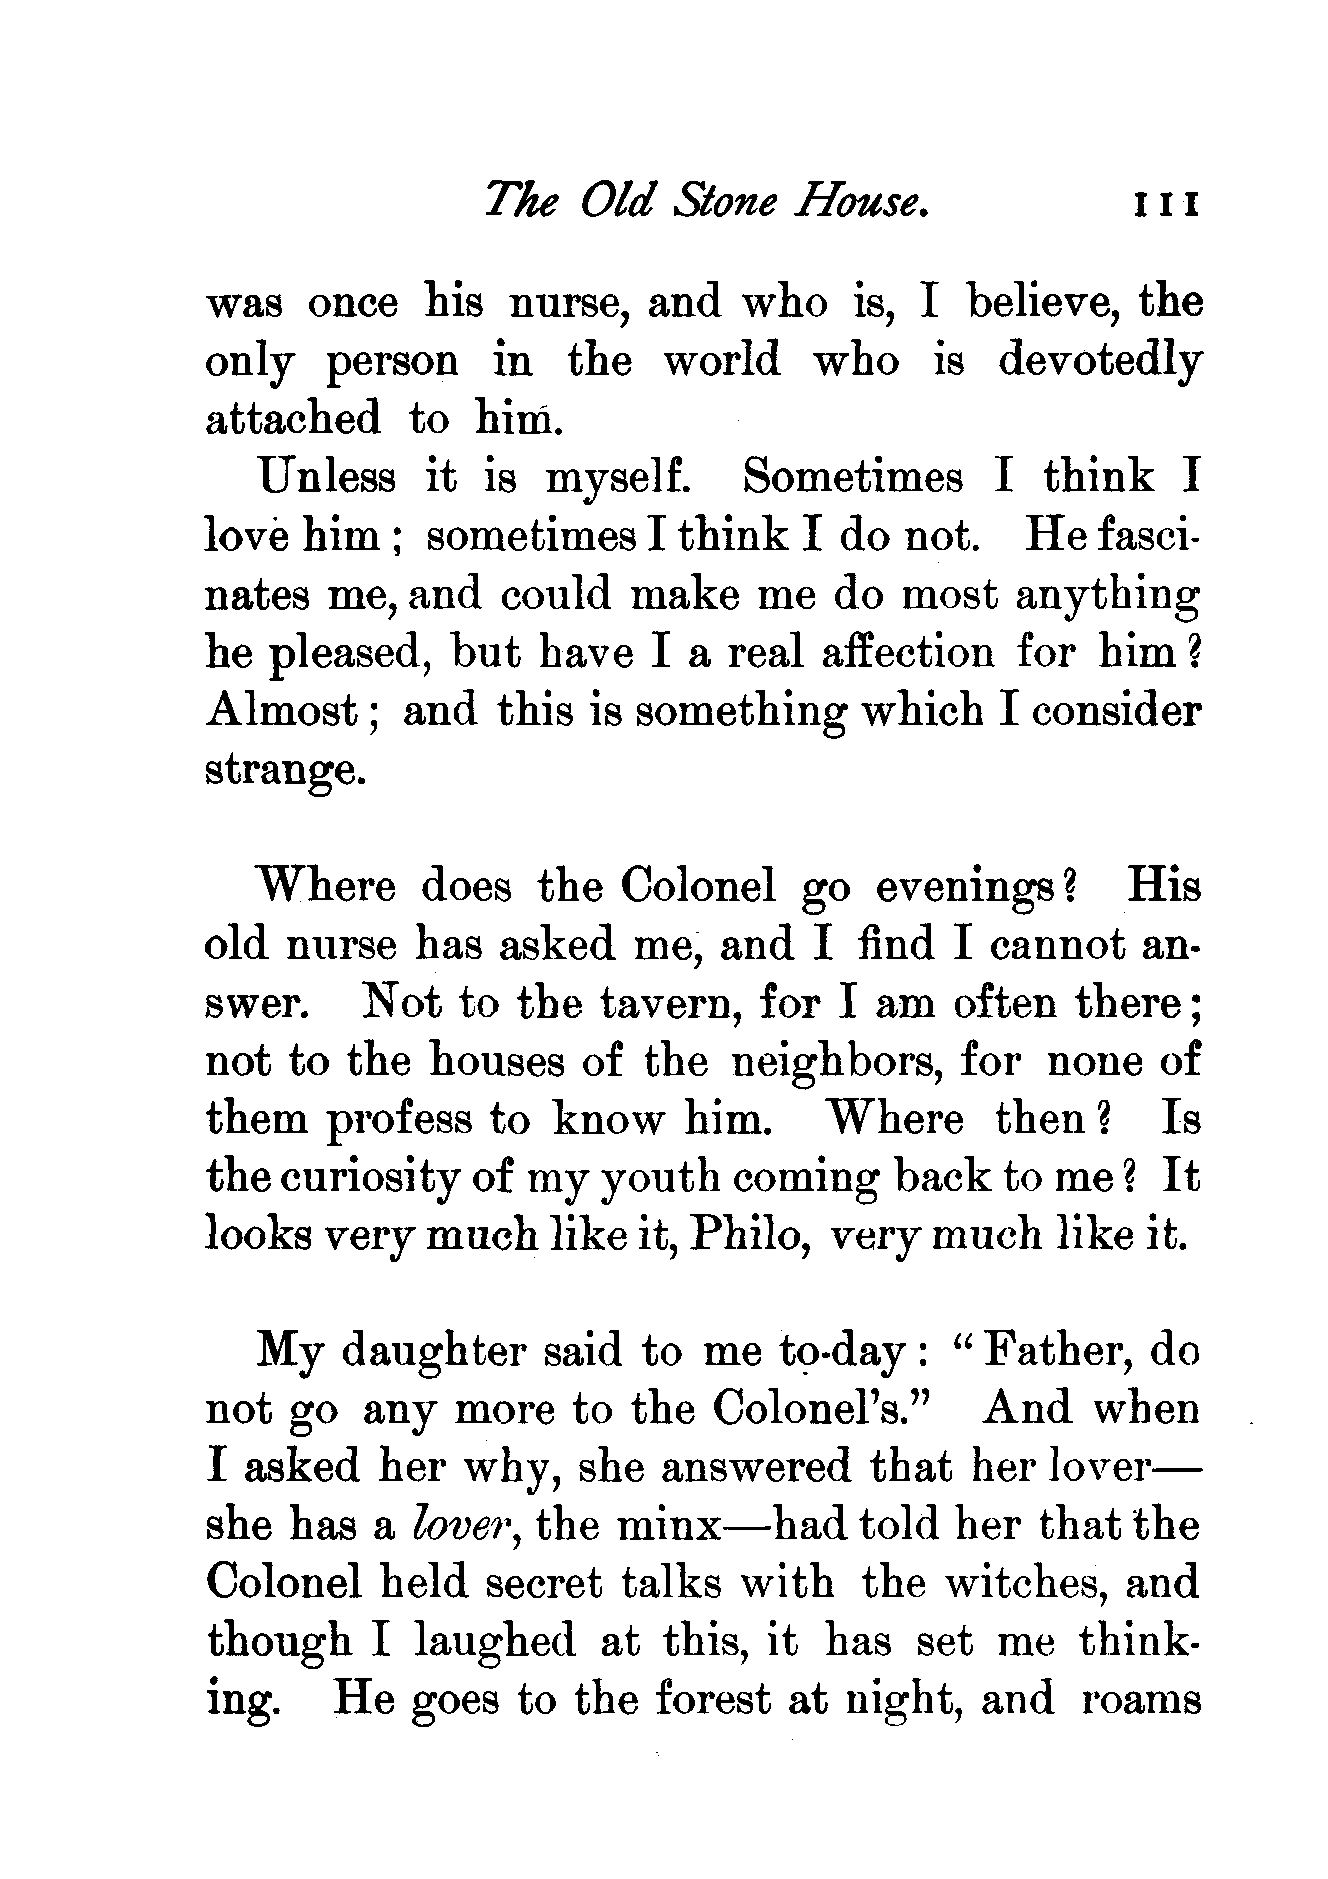 The Old Stone House. 111
was once his nurse, and who is, I believe, the
only person in the world who is devotedly
attached to him.
Unless it is myself. Sometimes I think I
love him; sometimes I think I do not. He fasci-
nates me, and could make me do most anything
he pleased, but have I a real affection for him?
Almost; and this is something which I consider
strange.

Where does the Colonel go evenings? His
old nurse has asked me, and I find I cannot an-
swer. Not to the tavern, for I am often there;
not to the houses of the neighbors, for none of
them profess to know him. Where then? Is
the curiosity of my youth coming back to me? It
looks very much like it, Philo, very much like it.

My daughter said to me to-day: "Father, do
not go any more to the Colonel's." And when
I asked her why, she answered that her lover—
she has a lover, the minx—had told her that the
Colonel held secret talks with the witches, and
though I laughed at this, it has set me think-
ing. He goes to the forest at night, and roams